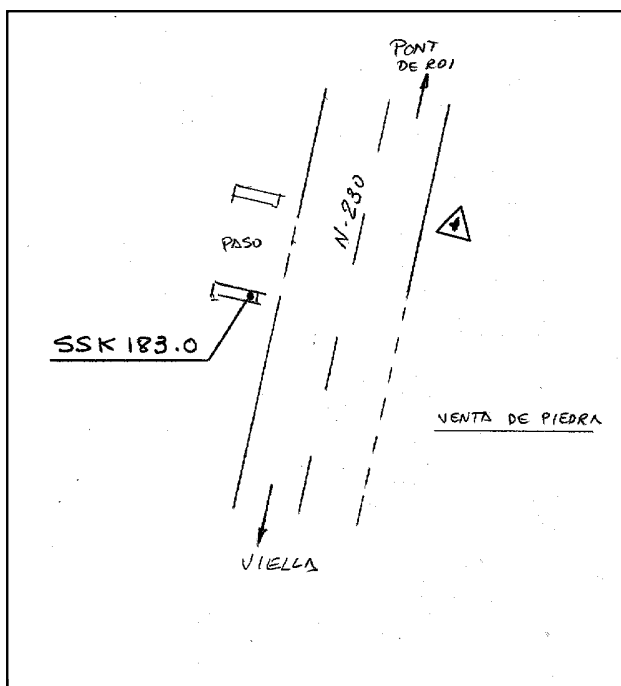 PONT
DE ROI
N-230
PASO
SSK 183.0
VENTA DE PIEDRA
VIELLA